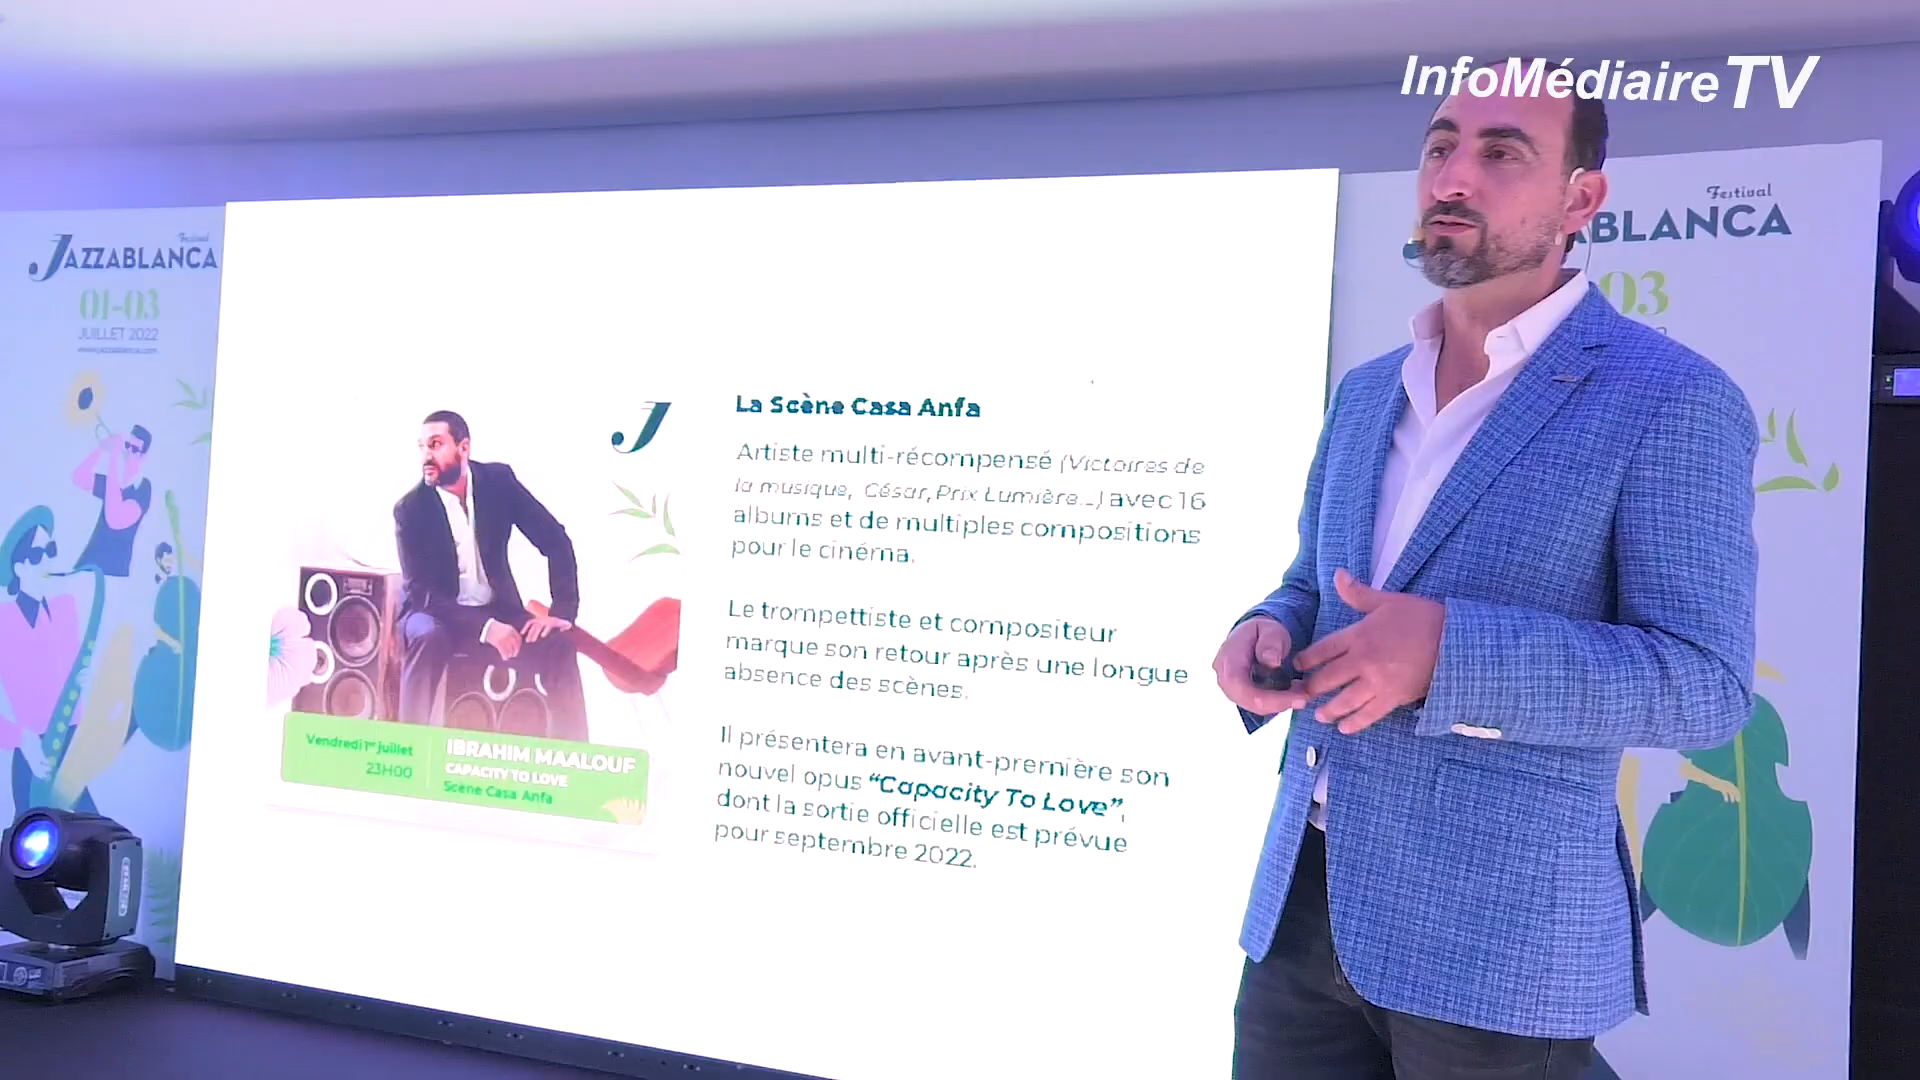 InfoMédiaireTV
Festival
JAZZABLANCA
01-03
JUILLET 2022
www.jazzablanca.com
Festival
ABLANCA
03
J
La Scène Casa Anfa
Artiste multi-récompensé (Victoires de
la musique, César, Prix Lumière...) avec 16
albums et de multiples compositions
pour le cinéma.
Le trompettiste et compositeur
marque son retour après une longue
absence des scènes.
Il présentera en avant-première son
nouvel opus “Capacity To Love”,
dont la sortie officielle est prévue
pour septembre 2022.
Vendredi 1er juillet
23H00
IBRAHIM MAALOUF
CAPACITY TO LOVE
Scène Casa Anfa